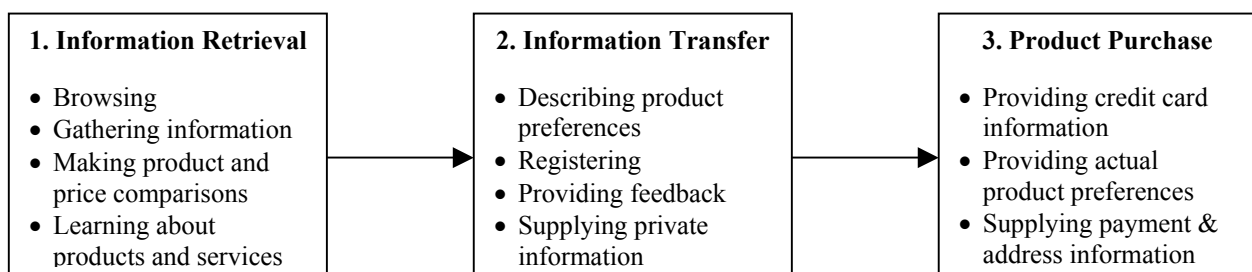 1. Information Retrieval
• Browsing
• Gathering information
• Making product and
price comparisons
• Learning about
products and services
2. Information Transfer
• Describing product
preferences
• Registering
• Providing feedback
• Supplying private
information
3. Product Purchase
• Providing credit card
information
• Providing actual
product preferences
• Supplying payment &
address information